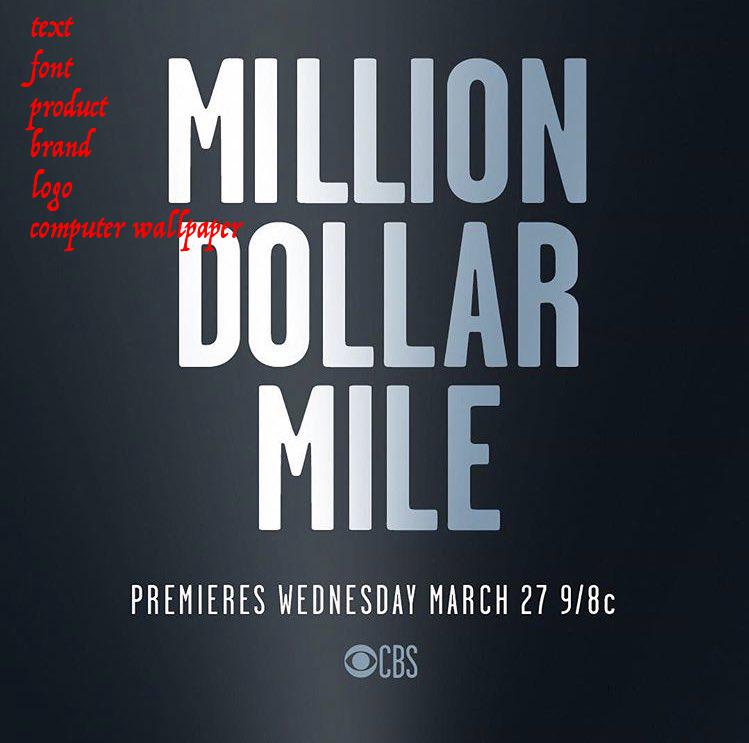 text
font
product
brand
logo
computer wallpaper
MILLION
DOLLAR
MILE
PREMIERES WEDNESDAY MARCH 27 9/8c
CBS